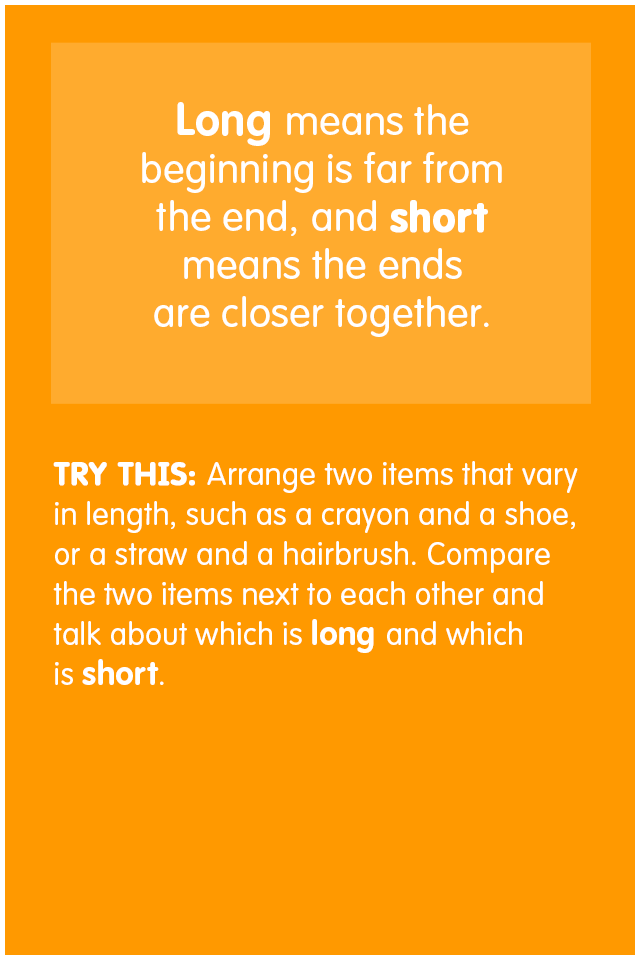 Long means the
beginning is far from
the end, and short
means the ends
are closer together.
TRY THIS: Arrange two items that vary
in length, such as a crayon and a shoe,
or a straw and a hairbrush. Compare
the two items next to each other and
talk about which is long and which
is short.